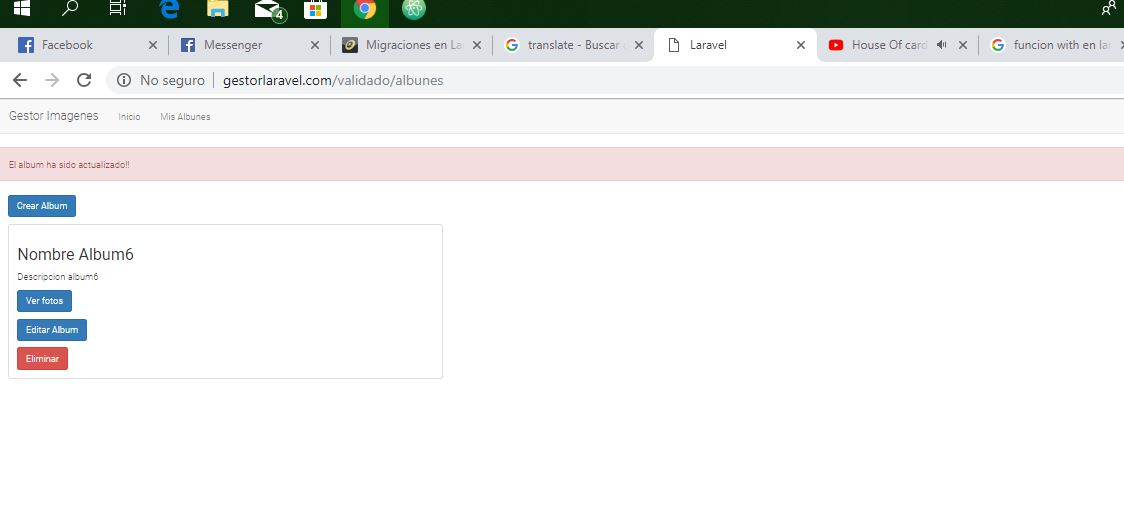 4
Facebook
Messenger
Migraciones en La
translate - Buscar
Laravel
House Of card
funcion with en la
No seguro | gestorlaravel.com/validado/albunes
Gestor Imagenes Inicio Mis Albunes
El album ha sido actualizado!!
Crear Album
Nombre Album6
Descripcion album6
Ver fotos
Editar Album
Eliminar